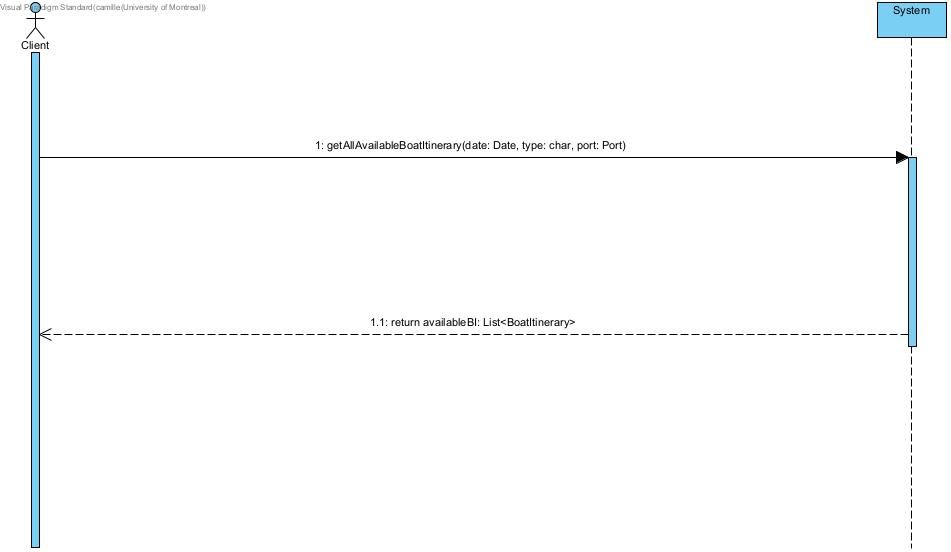 Visual Paradigm Standard(camille(University of Montreal))
System
Client
1: getAllAvailableBoatItinerary(date: Date, type: char, port: Port)
1.1: return availableBI: List<BoatItinerary>